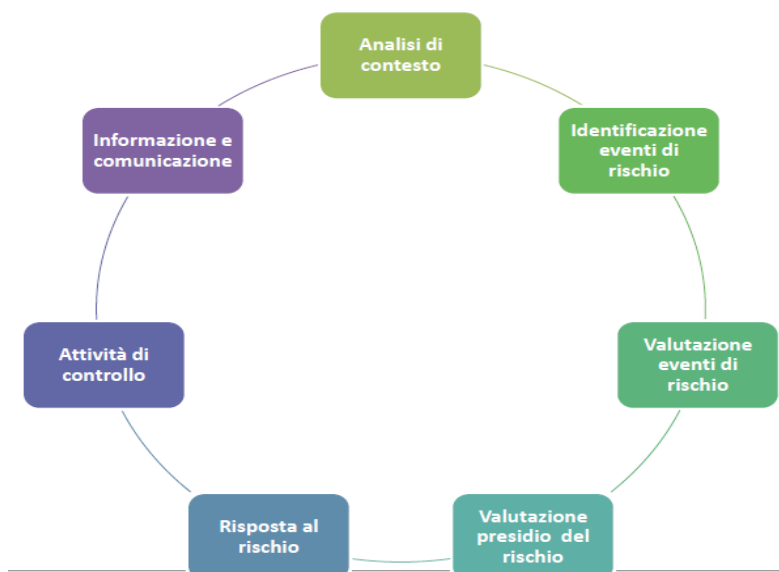 Analisi di
contesto
Identificazione
eventi di
rischio
Valutazione
eventi di
rischio
Valutazione
presidio del
rischio
Risposta al
rischio
Attività di
controllo
Informazione e
comunicazione